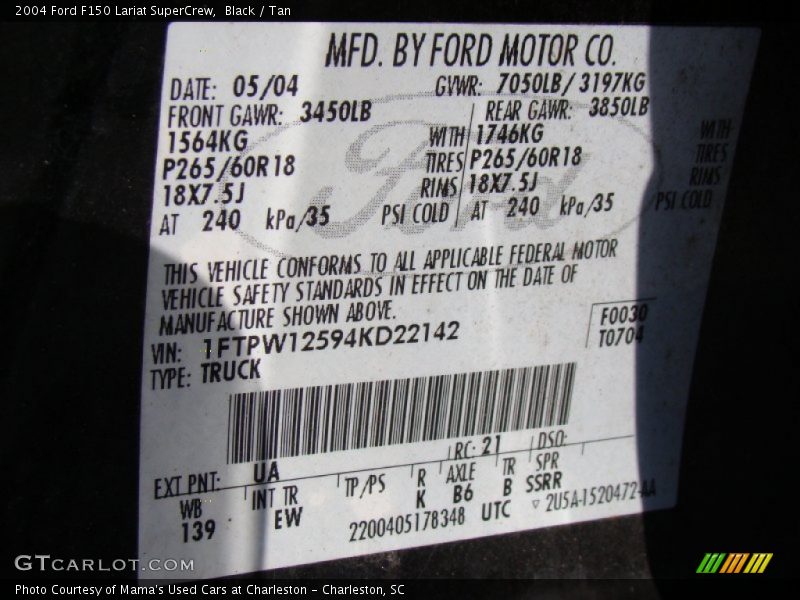 2004 Ford F150 Lariat SuperCrew,  Black / Tan
MFD. BY FORD MOTOR CO.
DATE: 05/04 GVWR: 7050LB/ 3197KG
FRONT GAWR: 3450LB REAR GAWR: 3850LB
1564KG WITH 1746KG WITH
P265/60R18 TIRES P265/60R18 TIRES
18X7.5J RIMS 18X7.5J RIMS
AT 240 kPa/35 PSI COLD AT 240 kPa/35 PSI COLD
Ford
THIS VEHICLE CONFORMS TO ALL APPLICABLE FEDERAL MOTOR
VEHICLE SAFETY STANDARDS IN EFFECT ON THE DATE OF
MANUFACTURE SHOWN ABOVE.
VIN: 1FTPW12594KD22142 F0030
TYPE: TRUCK T0704
EXT PNT: UA RC: 21 DSO:
WB INT TR TP/PS R AXLE TR SPR
139 EW K B6 B SSRR
2200405178348 UTC ▽ 2U5A-1520472-AA
GTCARLOT.COM
Photo Courtesy of Mama's Used Cars at Charleston - Charleston, SC